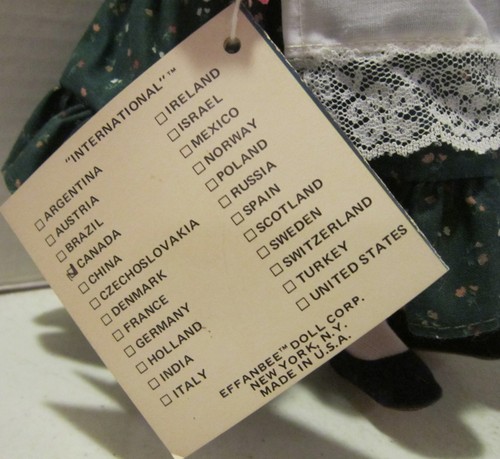 "INTERNATIONAL"™
☐ ARGENTINA
☐ AUSTRIA
☐ BRAZIL
☑ CANADA
☐ CHINA
☐ CZECHOSLOVAKIA
☐ DENMARK
☐ FRANCE
☐ GERMANY
☐ HOLLAND
☐ INDIA
☐ ITALY
☐ IRELAND
☐ ISRAEL
☐ MEXICO
☐ NORWAY
☐ POLAND
☐ RUSSIA
☐ SPAIN
☐ SCOTLAND
☐ SWEDEN
☐ SWITZERLAND
☐ TURKEY
☐ UNITED STATES
EFFANBEE™ DOLL CORP.
NEW YORK, N.Y.
MADE IN U.S.A.